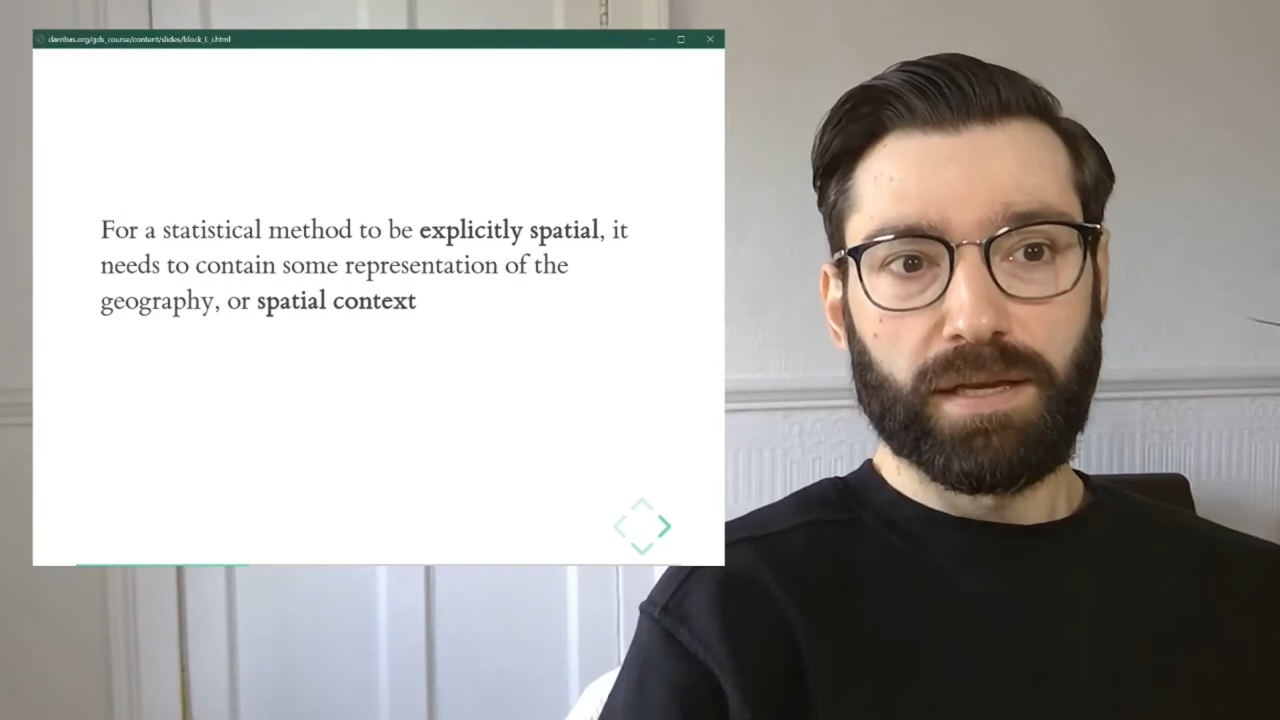 darribas.org/gds_course/content/slides/block_E_i.html
For a statistical method to be explicitly spatial, it
needs to contain some representation of the
geography, or spatial context